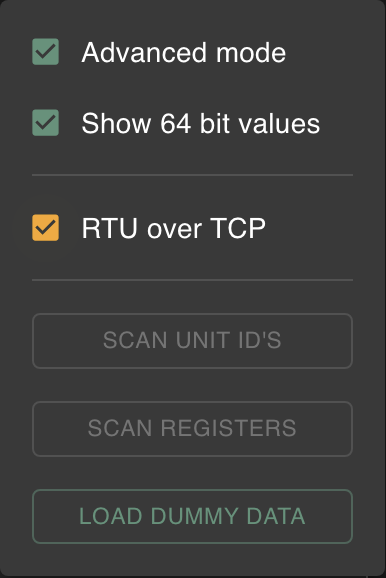 Advanced mode
Show 64 bit values
RTU over TCP
SCAN UNIT ID'S
SCAN REGISTERS
LOAD DUMMY DATA